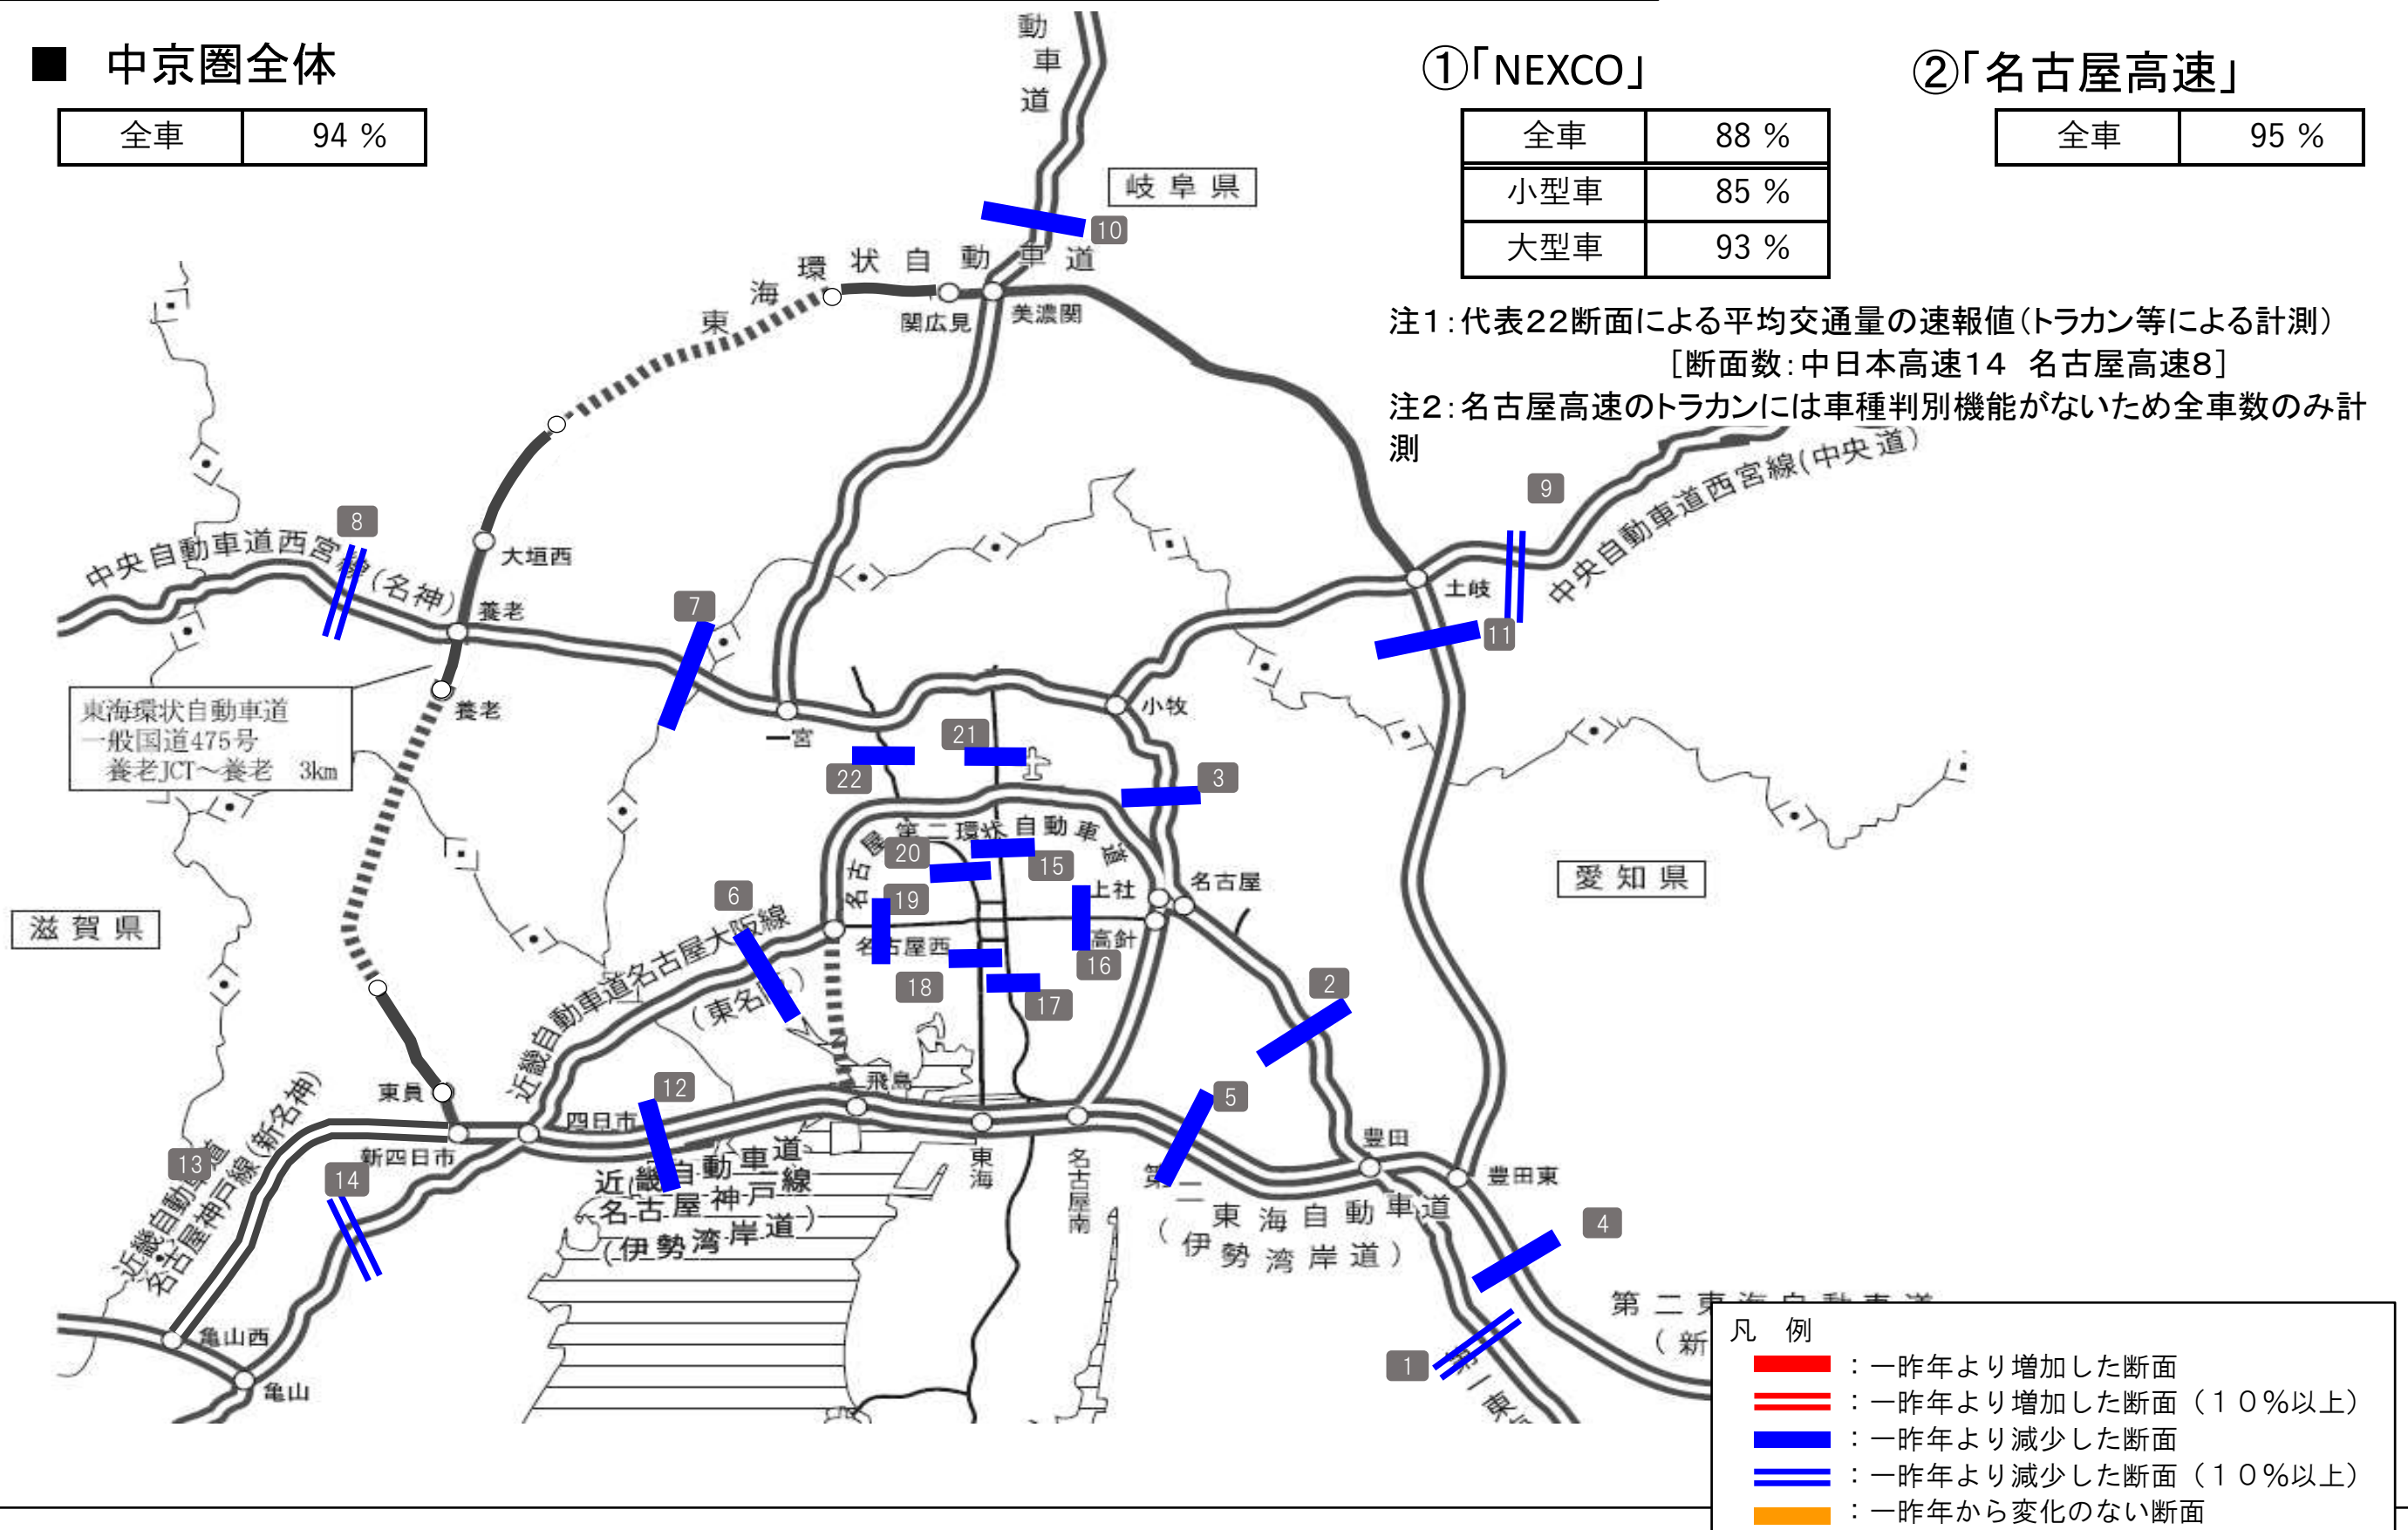 ■ 中京圏全体
全車 94 %
①「NEXCO」
全車 88 %
小型車 85 %
大型車 93 %
②「名古屋高速」
全車 95 %
注1：代表22断面による平均交通量の速報値（トラカン等による計測）
［断面数：中日本高速14 名古屋高速8］
注2：名古屋高速のトラカンには車種判別機能がないため全車数のみ計
測
動車道
岐阜県
10
東海環状自動車道
関広見
美濃関
9
中央自動車道西宮線(中央道)
8
中央自動車道西宮線(名神)
大垣西
養老
7
土岐
11
東海環状自動車道
一般国道475号
養老JCT～養老 3km
養老
一宮
小牧
21
22
3
名古屋第二環状自動車道
20
15
上社
名古屋
愛知県
滋賀県
6
19
近畿自動車道名古屋大阪線
(東名阪)
名古屋西
高針
16
18
17
2
東員
12
飛島
5
四日市
新四日市
13
14
近畿自動車道
名古屋神戸線(新名神)
近畿自動車道
名古屋神戸線
(伊勢湾岸道)
東海
名古屋南
豊田
豊田東
第二東海自動車道
(伊勢湾岸道)
4
亀山西
亀山
1
第一東
第二東海自動車道
(新
凡 例
：一昨年より増加した断面
：一昨年より増加した断面（１０%以上）
：一昨年より減少した断面
：一昨年より減少した断面（１０%以上）
：一昨年から変化のない断面